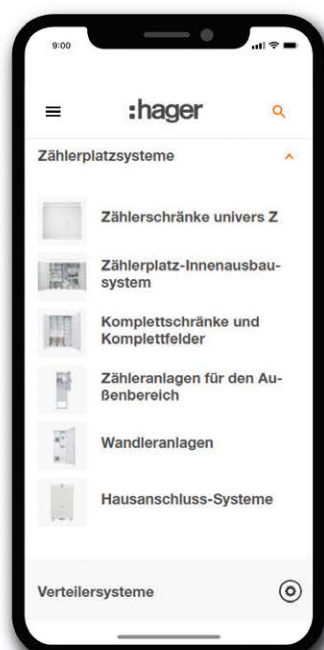 9:00
:hager
Zählerplatzsysteme
Zählerschränke univers Z
Zählerplatz-Innenausbau-
system
Komplettschränke und
Komplettfelder
Zähleranlagen für den Au-
ßenbereich
Wandleranlagen
Hausanschluss-Systeme
Verteilersysteme